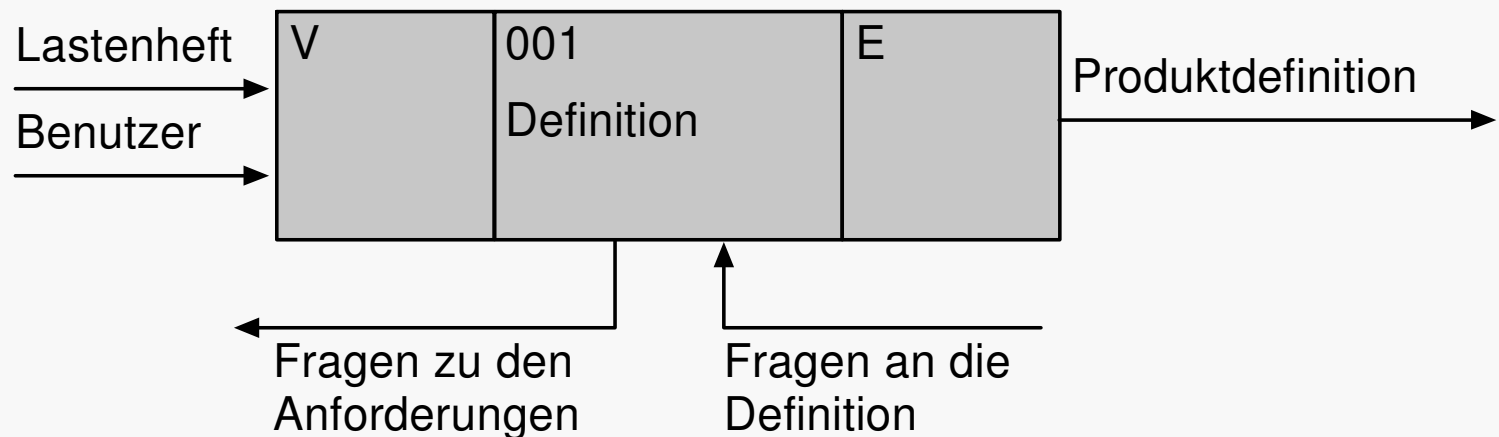 Lastenheft
Benutzer
V
001
Definition
E
Produktdefinition
Fragen zu den
Anforderungen
Fragen an die
Definition